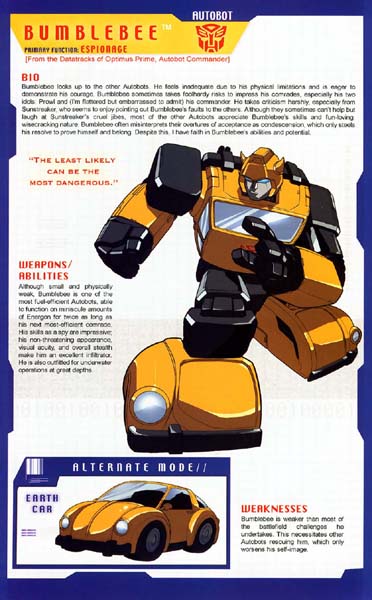 AUTOBOT
BUMBLEBEE™
PRIMARY FUNCTION: ESPIONAGE
[From the Datatracks of Optimus Prime, Autobot Commander]
BIO
Bumblebee looks up to the other Autobots. He feels inadequate due to his physical limitations and is eager to
demonstrate his courage. Bumblebee sometimes takes foolhardy risks to impress his comrades, especially his two
idols: Prowl and (I'm flattered but embarrassed to admit) his commander. He takes criticism harshly, especially from
Sunstreaker, who seems to enjoy pointing out Bumblebee's faults to the others. Although they sometimes can't help but
laugh at Sunstreaker's cruel jibes, most of the other Autobots appreciate Bumblebee's skills and fun-loving
wisecracking nature. Bumblebee often misinterprets their overtures of acceptance as condescension, which only steels
his resolve to prove himself and belong. Despite this, I have faith in Bumblebee's abilities and potential.
"THE LEAST LIKELY
CAN BE THE
MOST DANGEROUS."
WEAPONS/
ABILITIES
Although small and physically
weak, Bumblebee is one of the
most fuel-efficient Autobots, able
to function on miniscule amounts
of Energon for twice as long as
his next most-efficient comrade.
His skills as a spy are impressive;
his non-threatening appearance,
visual acuity, and overall stealth
make him an excellent infiltrator.
He is also outfitted for underwater
operations at great depths.
ALTERNATE MODE//
EARTH
CAR
WEAKNESSES
Bumblebee is weaker than most of
the battlefield challenges he
undertakes. This necessitates other
Autobots rescuing him, which only
worsens his self-image.